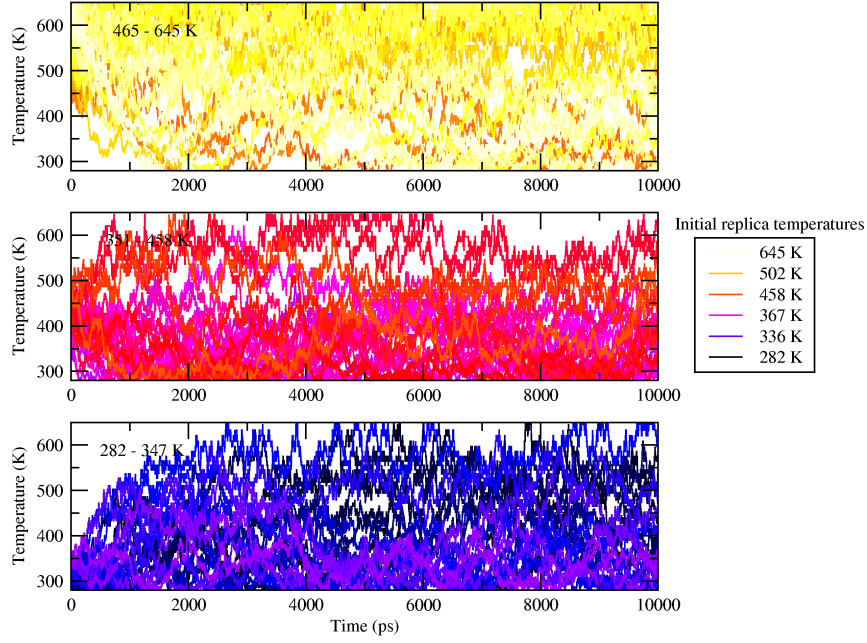 465 - 645 K
Temperature (K)
600
500
400
300
0 2000 4000 6000 8000 10000
351 - 458 K
Temperature (K)
600
500
400
300
0 2000 4000 6000 8000 10000
Initial replica temperatures
645 K
502 K
458 K
367 K
336 K
282 K
282 - 347 K
Temperature (K)
600
500
400
300
0 2000 4000 6000 8000 10000
Time (ps)